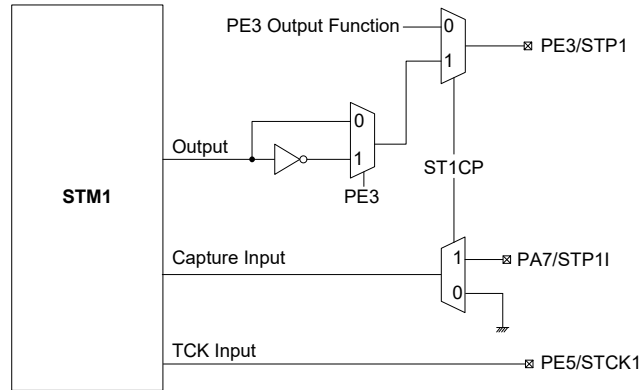 PE3 Output Function
0
1
PE3/STP1
Output
0
1
PE3
ST1CP
STM1
Capture Input
1
0
PA7/STP1I
TCK Input
PE5/STCK1